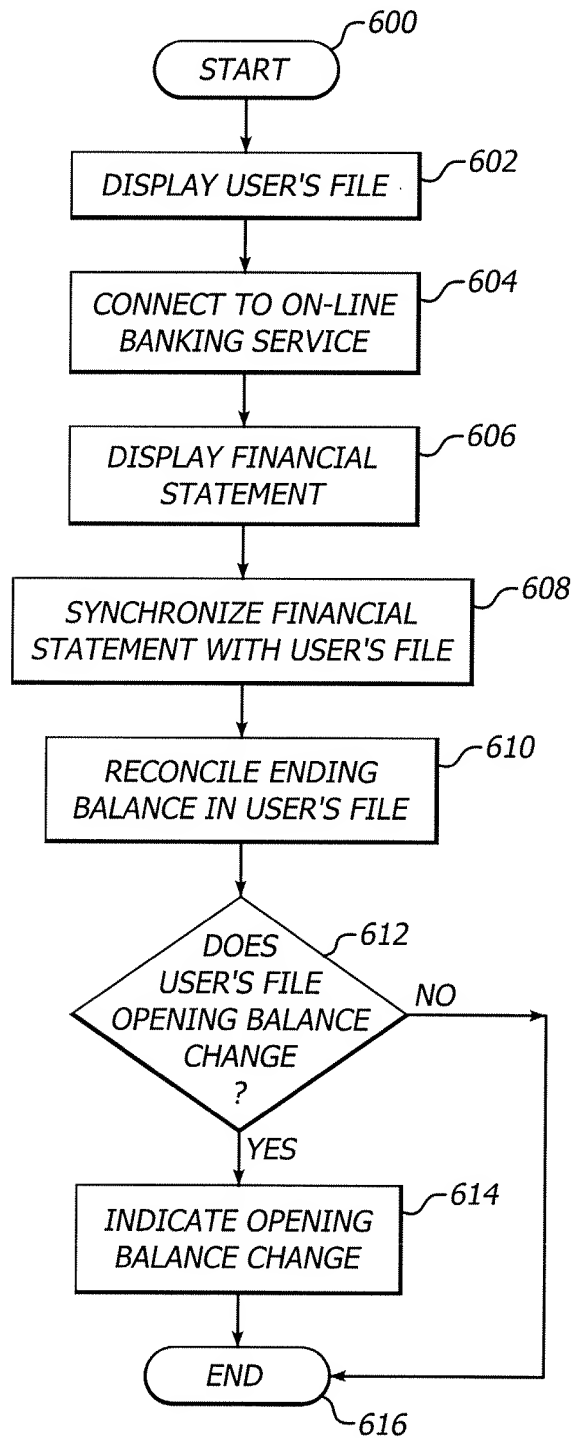 600
START
602
DISPLAY USER'S FILE
604
CONNECT TO ON-LINE
BANKING SERVICE
606
DISPLAY FINANCIAL
STATEMENT
608
SYNCHRONIZE FINANCIAL
STATEMENT WITH USER'S FILE
610
RECONCILE ENDING
BALANCE IN USER'S FILE
612
DOES
USER'S FILE
OPENING BALANCE
CHANGE
?
NO
YES
614
INDICATE OPENING
BALANCE CHANGE
END
616